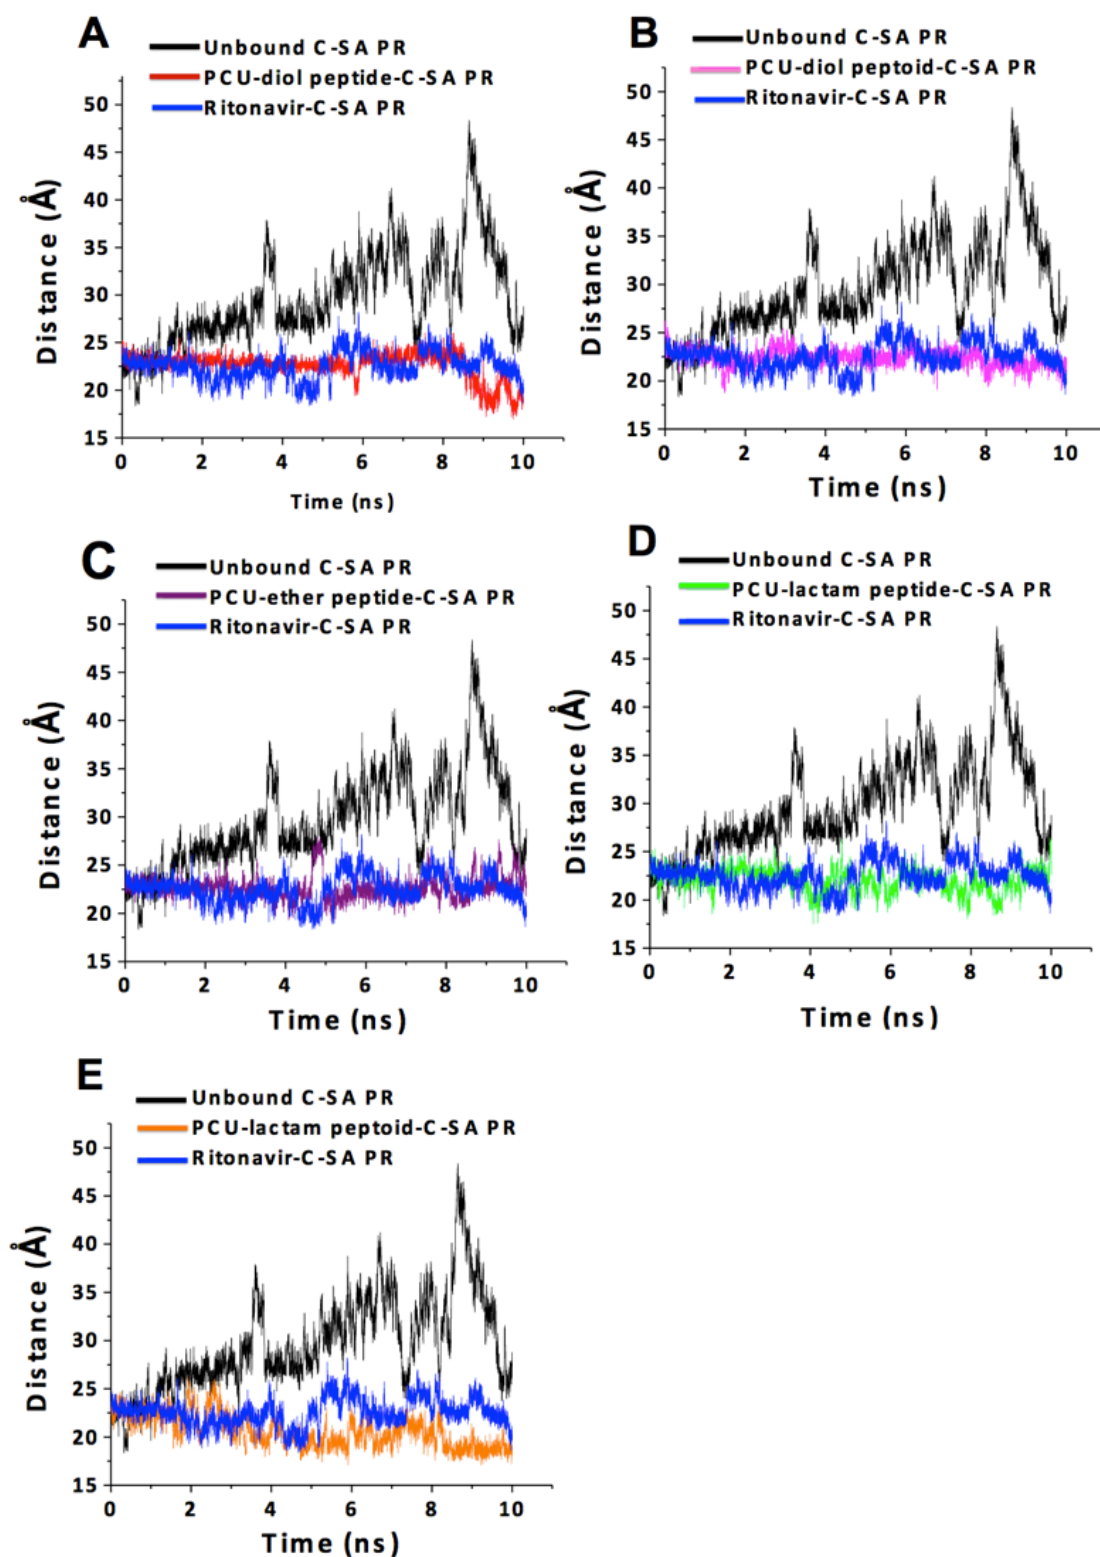 A
Unbound C-SA PR
PCU-diol peptide-C-SA PR
Ritonavir-C-SA PR
Distance (Å)
50
45
40
35
30
25
20
15
0 2 4 6 8 10
Time (ns)
B
Unbound C-SA PR
PCU-diol peptoid-C-SA PR
Ritonavir-C-SA PR
Distance (Å)
50
45
40
35
30
25
20
15
0 2 4 6 8 10
Time (ns)
C
Unbound C-SA PR
PCU-ether peptide-C-SA PR
Ritonavir-C-SA PR
Distance (Å)
50
45
40
35
30
25
20
15
0 2 4 6 8 10
Time (ns)
D
Unbound C-SA PR
PCU-lactam peptide-C-SA PR
Ritonavir-C-SA PR
Distance (Å)
50
45
40
35
30
25
20
15
0 2 4 6 8 10
Time (ns)
E
Unbound C-SA PR
PCU-lactam peptoid-C-SA PR
Ritonavir-C-SA PR
Distance (Å)
50
45
40
35
30
25
20
15
0 2 4 6 8 10
Time (ns)